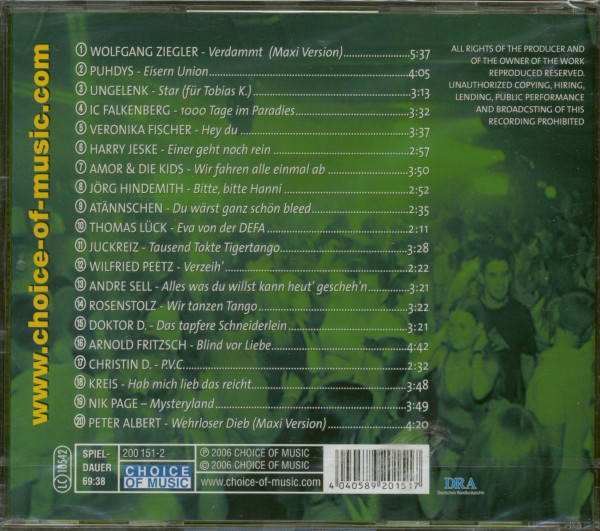 www.choice-of-music.com
1 WOLFGANG ZIEGLER - Verdammt (Maxi Version)....5:37
2 PUHDYS - Eisern Union....4:05
3 UNGELENK - Star (für Tobias K.)....3:13
4 IC FALKENBERG - 1000 Tage im Paradies....3:32
5 VERONIKA FISCHER - Hey du....3:37
6 HARRY JESKE - Einer geht noch rein....2:57
7 AMOR & DIE KIDS - Wir fahren alle einmal ab....3:50
8 JÖRG HINDEMITH - Bitte, bitte Hanni....2:52
9 ATÄNNSCHEN - Du wärst ganz schön bleed....2:35
10 THOMAS LÜCK - Eva von der DEFA....2:11
11 JUCKREIZ - Tausend Takte Tigertango....3:28
12 WILFRIED PEETZ - Verzeih'....2:22
13 ANDRE SELL - Alles was du willst kann heut' gescheh'n....3:21
14 ROSENSTOLZ - Wir tanzen Tango....3:22
15 DOKTOR D. - Das tapfere Schneiderlein....3:21
16 ARNOLD FRITZSCH - Blind vor Liebe....4:42
17 CHRISTIN D. - P.V.C.....2:32
18 KREIS - Hab mich lieb das reicht....3:48
19 NIK PAGE – Mysteryland....3:49
20 PETER ALBERT - Wehrloser Dieb (Maxi Version)....4:20
ALL RIGHTS OF THE PRODUCER AND
OF THE OWNER OF THE WORK
REPRODUCED RESERVED.
UNAUTHORIZED COPYING, HIRING,
LENDING, PUBLIC PERFORMANCE
AND BROADCSTING OF THIS
RECORDING PROHIBITED
LC 10542
SPIEL-
DAUER
69:38
200 151-2
CHOICE
OF MUSIC
℗ 2006 CHOICE OF MUSIC
© 2006 CHOICE OF MUSIC
www.choice-of-music.com
4 040589 201517
DRA
Deutsches Rundfunkarchiv